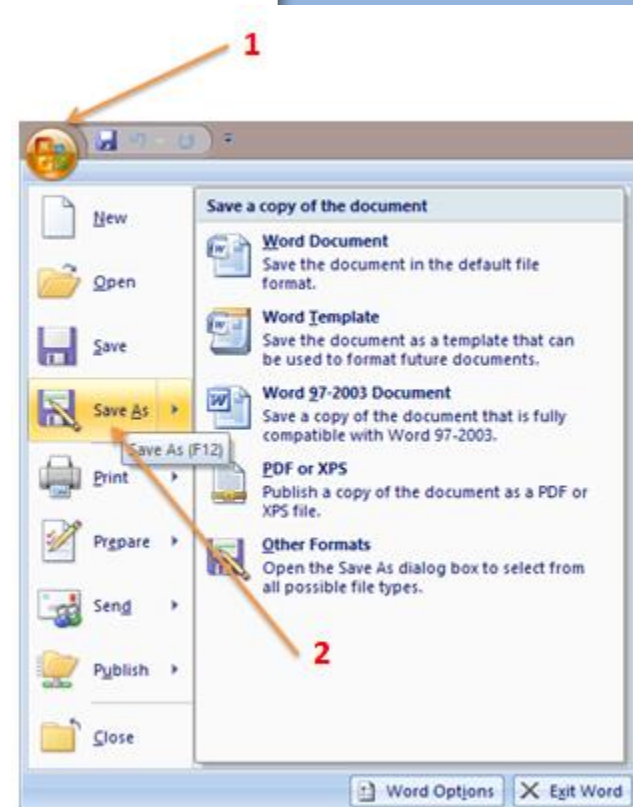 1
New
Open
Save
Save As
Save As (F12)
Print
Prepare
Send
Publish
Close
Save a copy of the document
Word Document
Save the document in the default file
format.
Word Template
Save the document as a template that can
be used to format future documents.
Word 97-2003 Document
Save a copy of the document that is fully
compatible with Word 97-2003.
PDF or XPS
Publish a copy of the document as a PDF or
XPS file.
Other Formats
Open the Save As dialog box to select from
all possible file types.
2
Word Options
Exit Word